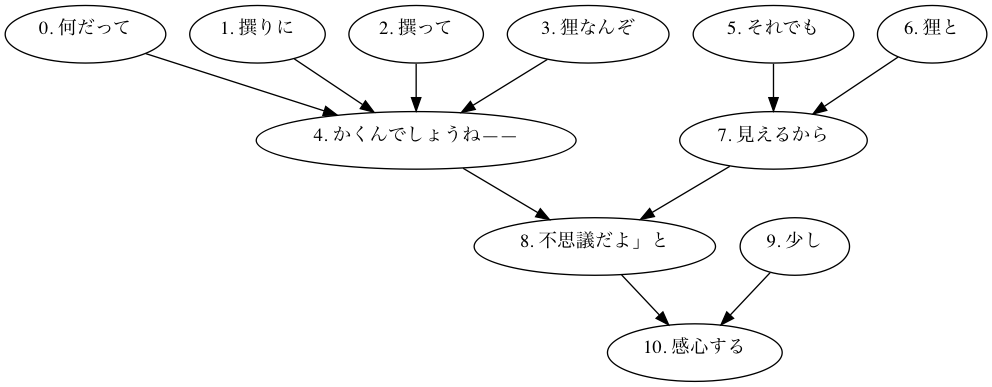 0. 何だって
1. 撰りに
2. 撰って
3. 狸なんぞ
4. かくんでしょうね――
5. それでも
6. 狸と
7. 見えるから
8. 不思議だよ」と
9. 少し
10. 感心する